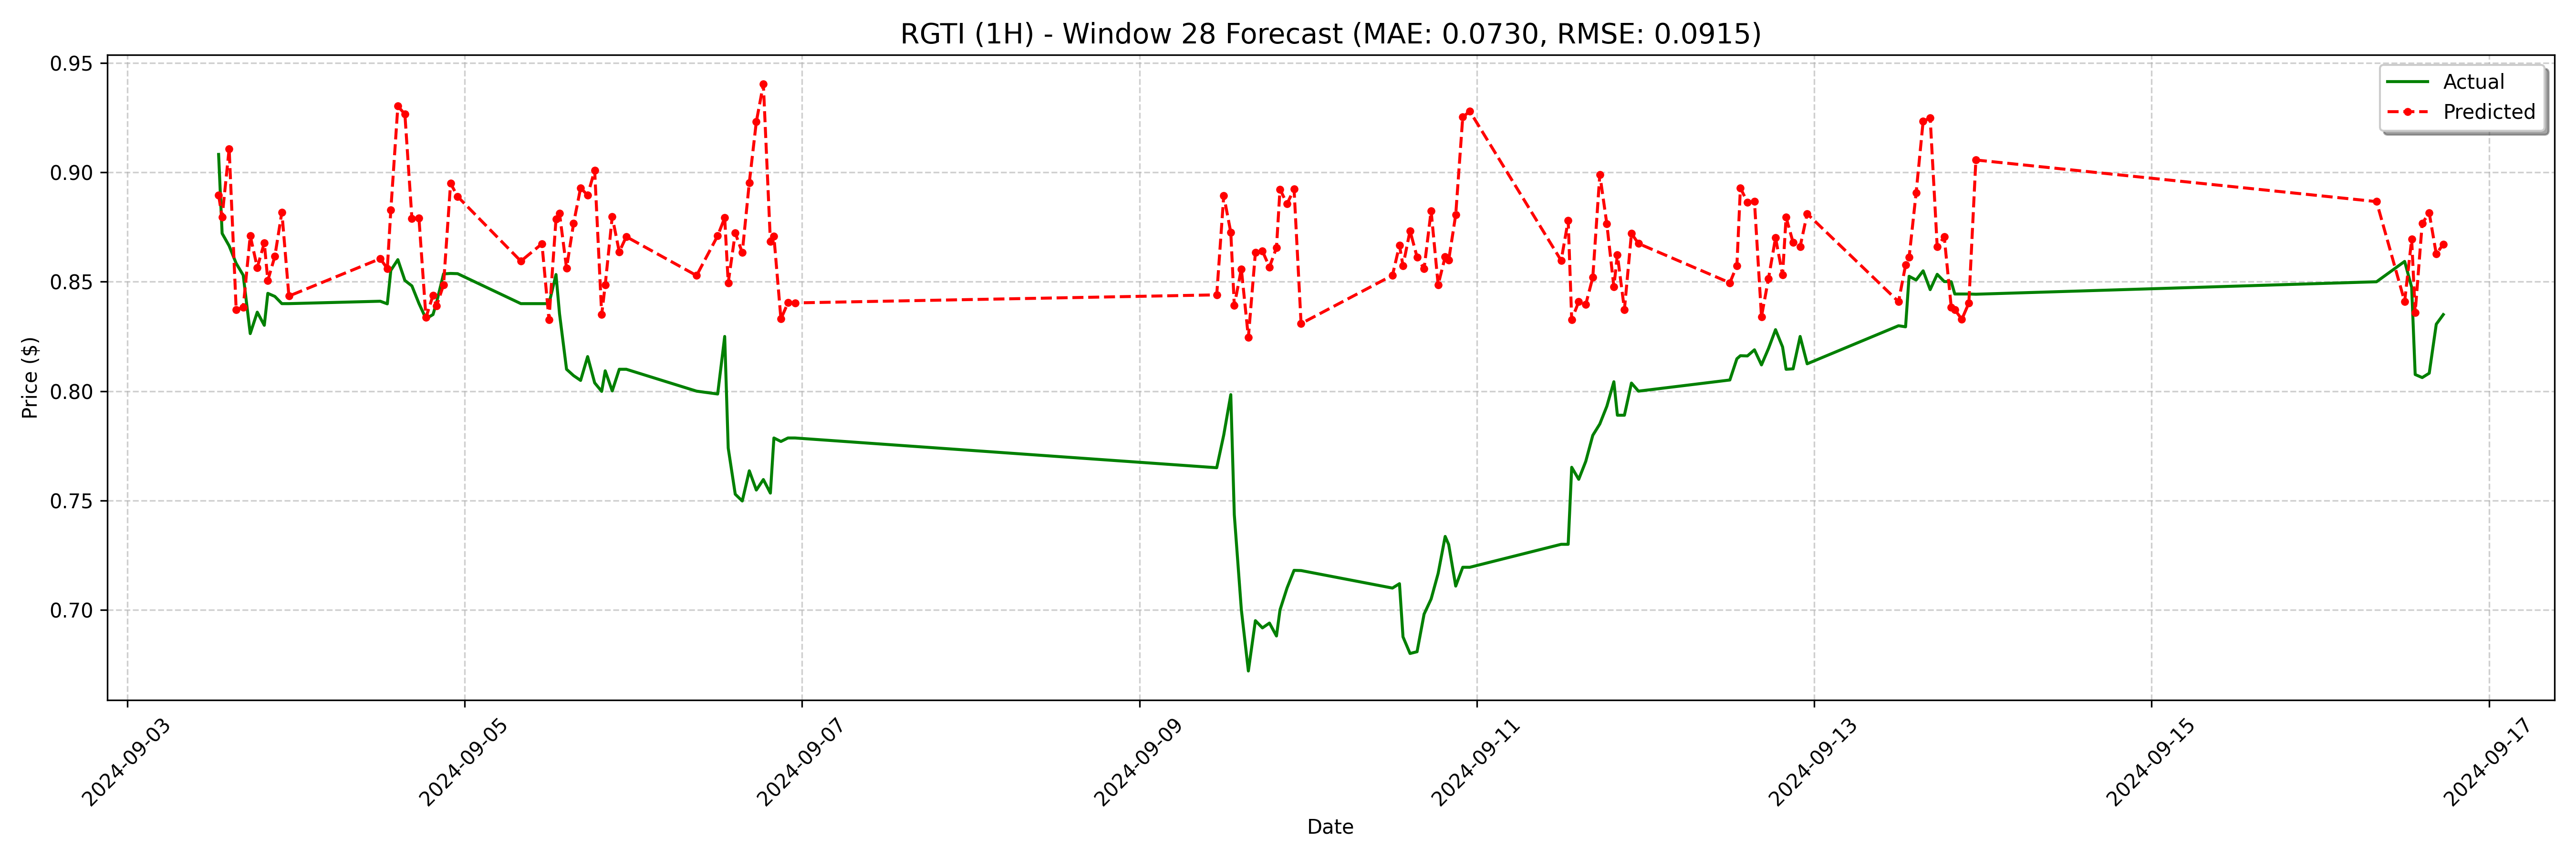 RGTI (1H) - Window 28 Forecast (MAE: 0.0730, RMSE: 0.0915)
Actual
Predicted
Price ($)
0.95
0.90
0.85
0.80
0.75
0.70
2024-09-03
2024-09-05
2024-09-07
2024-09-09
2024-09-11
2024-09-13
2024-09-15
2024-09-17
Date